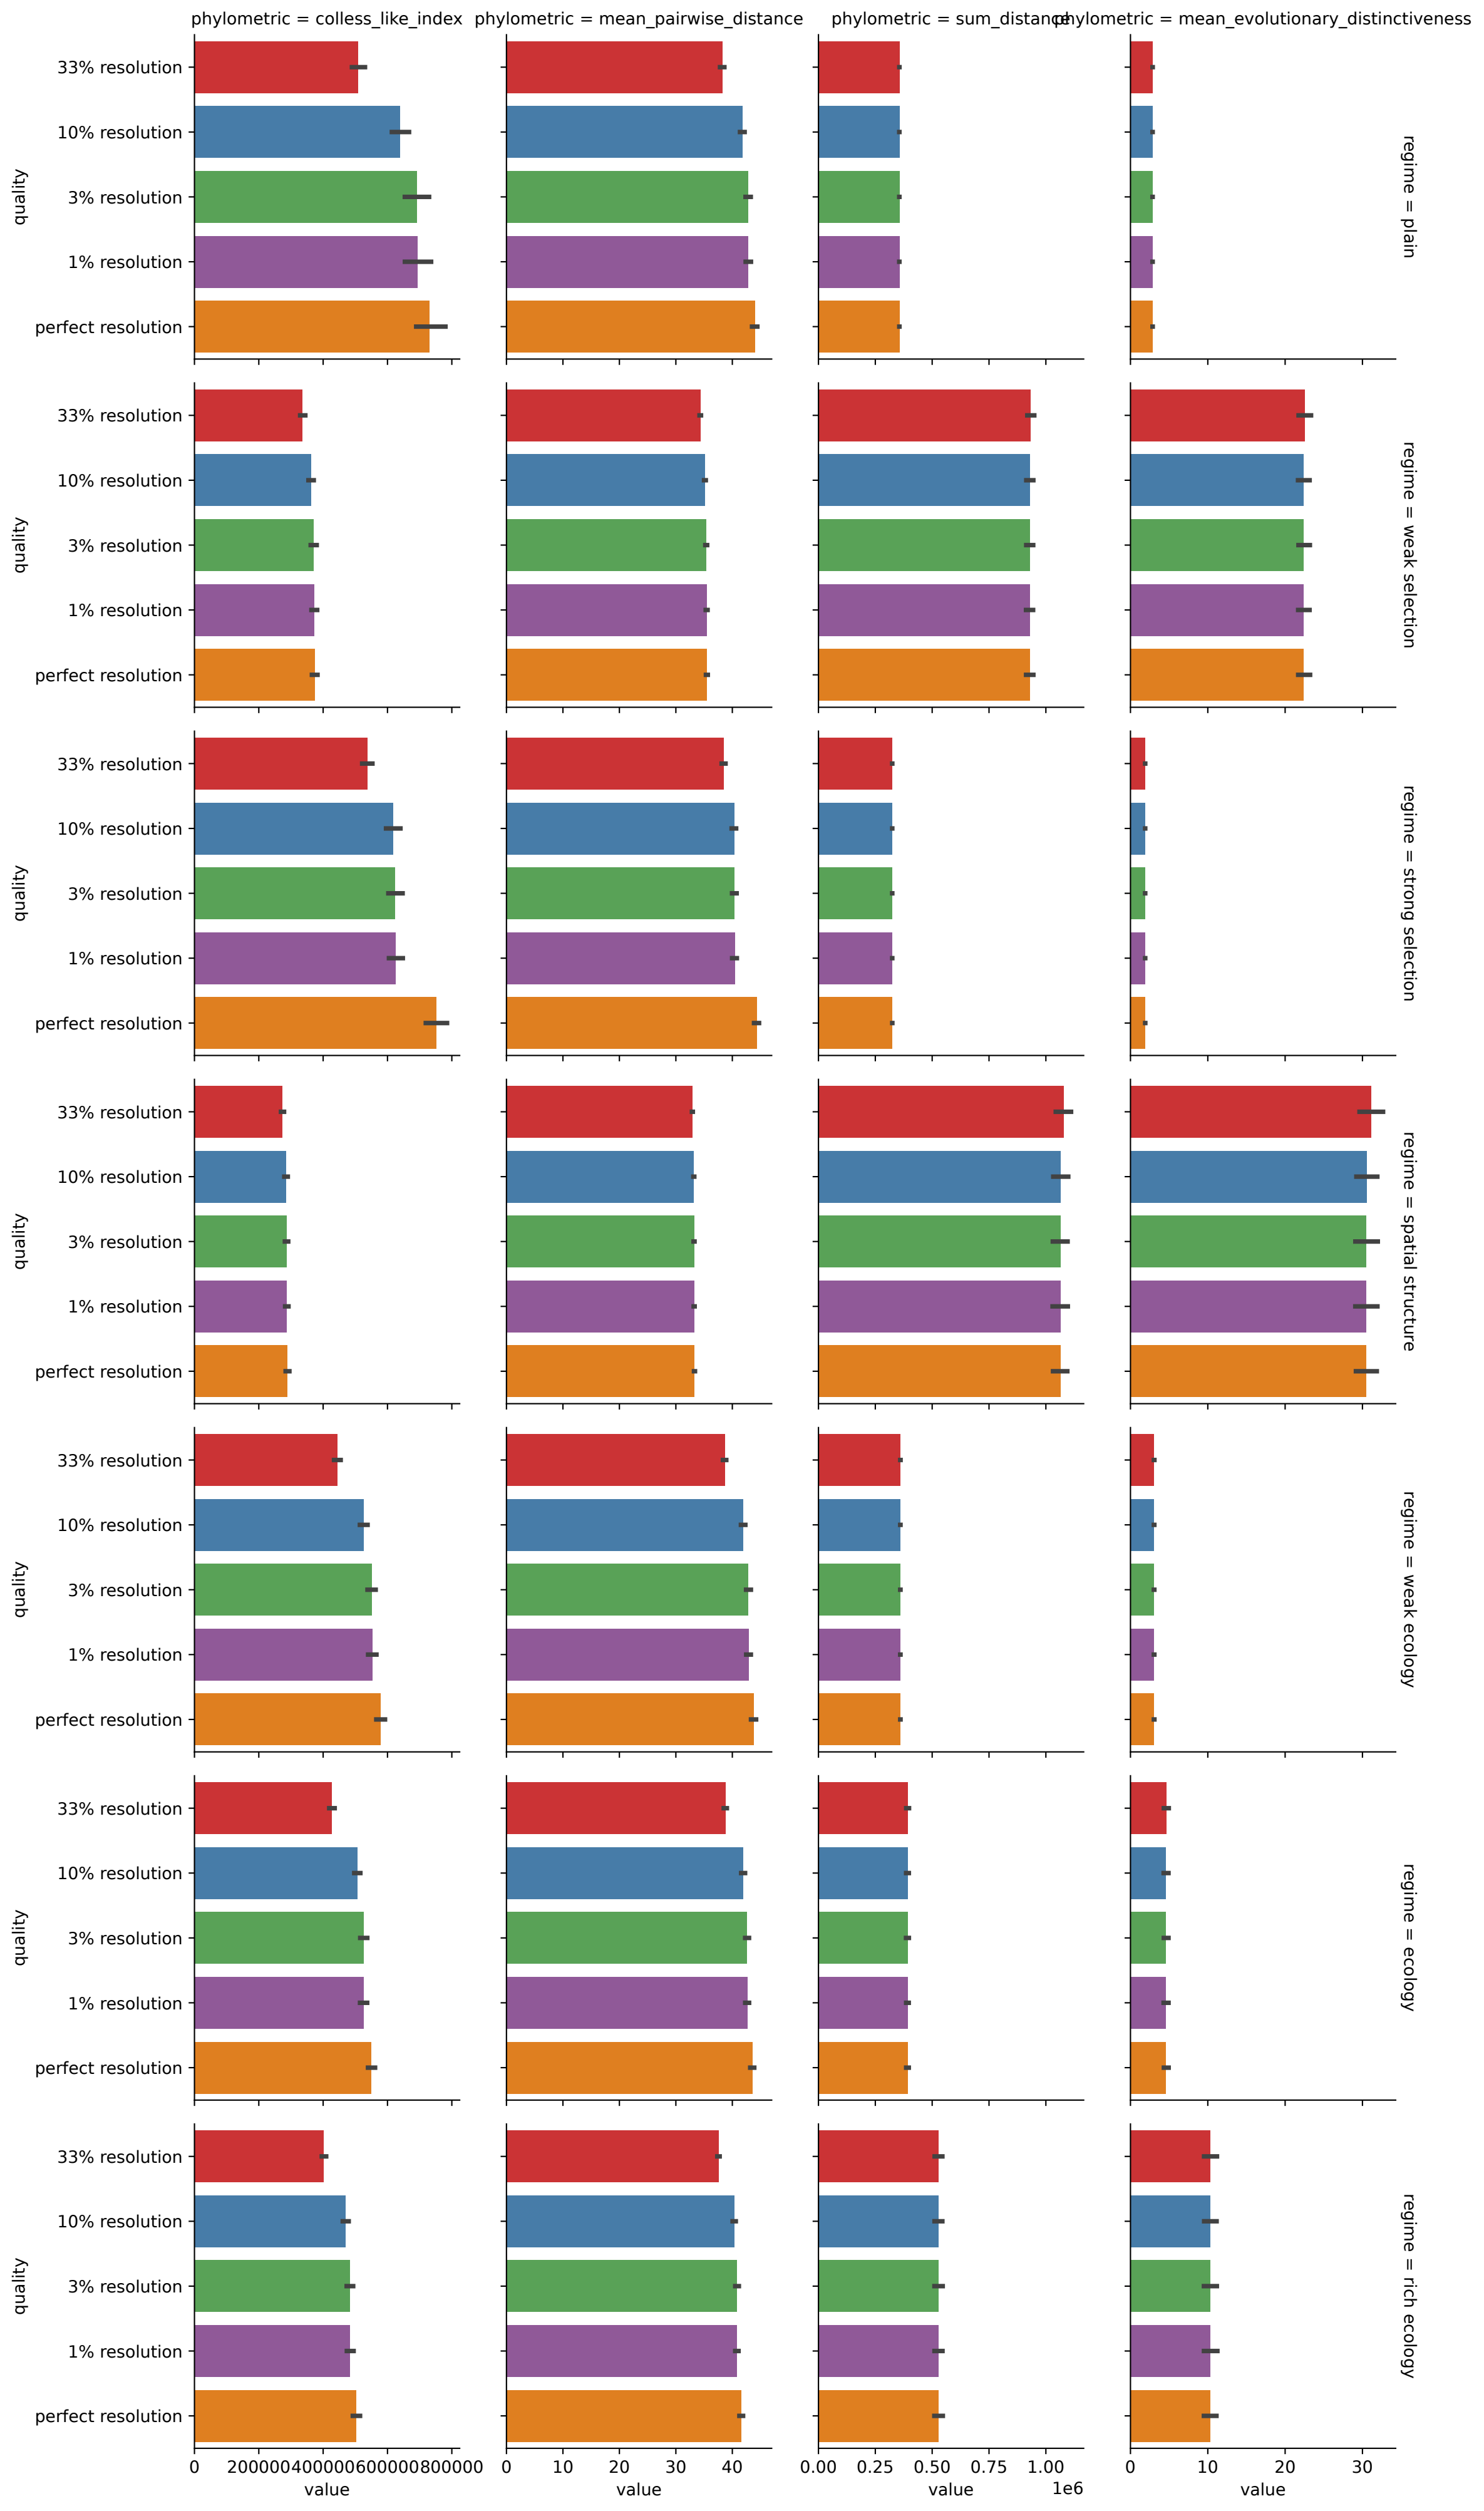 phylometric = colless_like_index
phylometric = mean_pairwise_distance
phylometric = sum_distance
phylometric = mean_evolutionary_distinctiveness
33% resolution
10% resolution
3% resolution
1% resolution
perfect resolution
quality
regime = plain
33% resolution
10% resolution
3% resolution
1% resolution
perfect resolution
quality
regime = weak selection
33% resolution
10% resolution
3% resolution
1% resolution
perfect resolution
quality
regime = strong selection
33% resolution
10% resolution
3% resolution
1% resolution
perfect resolution
quality
regime = spatial structure
33% resolution
10% resolution
3% resolution
1% resolution
perfect resolution
quality
regime = weak ecology
33% resolution
10% resolution
3% resolution
1% resolution
perfect resolution
quality
regime = ecology
33% resolution
10% resolution
3% resolution
1% resolution
perfect resolution
quality
regime = rich ecology
0 200000 400000 600000 800000
value
0 10 20 30 40
value
0.00 0.25 0.50 0.75 1.00
1e6
value
0 10 20 30
value